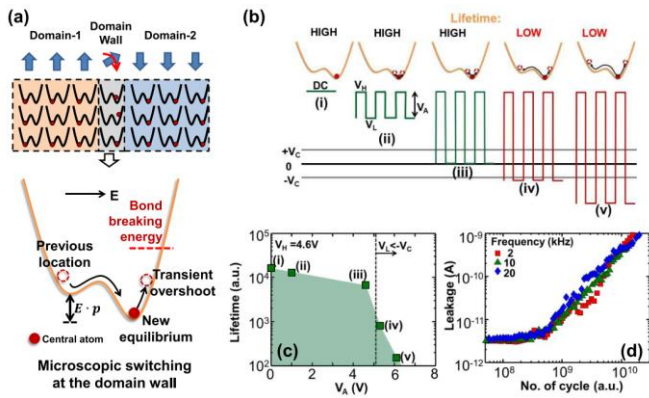 (a)
Domain-1
Domain
Wall
Domain-2
E
Bond
breaking
energy
Previous
location
Transient
overshoot
E · p
New
equilibrium
Central atom
Microscopic switching
at the domain wall
(b)
Lifetime:
HIGH
HIGH
HIGH
LOW
LOW
DC
(i)
V_H
V_L
V_A
(ii)
+V_C
0
-V_C
(iii)
(iv)
(v)
Lifetime (a.u.)
10^5
10^4
10^3
10^2
V_H =4.6V
V_L<-V_C
(i)
(ii)
(iii)
(iv)
(v)
(c)
0 2 4 6 8
V_A (V)
Leakage (A)
10^-9
10^-10
10^-11
10^-12
Frequency (kHz)
2
10
20
(d)
10^8 10^9 10^10
No. of cycle (a.u.)